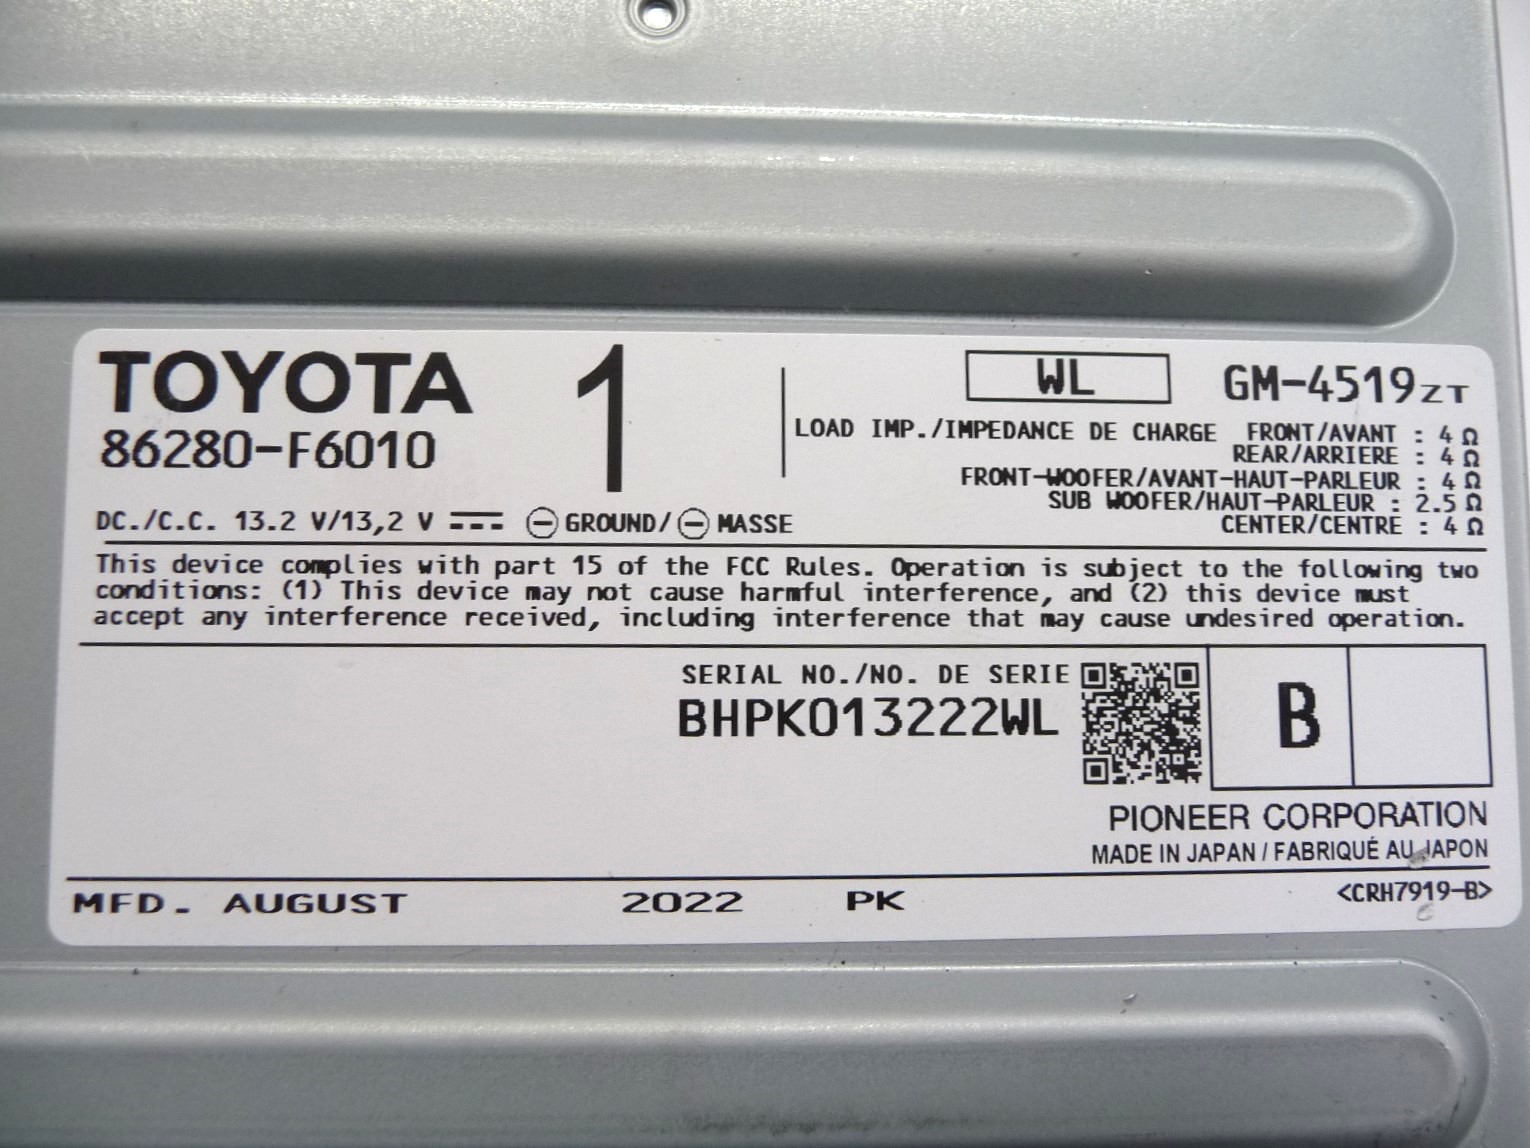 TOYOTA
86280-F6010
1
WL
GM-4519ZT
LOAD IMP./IMPEDANCE DE CHARGE FRONT/AVANT : 4 Ω
REAR/ARRIERE : 4 Ω
FRONT-WOOFER/AVANT-HAUT-PARLEUR : 4 Ω
SUB WOOFER/HAUT-PARLEUR : 2.5 Ω
CENTER/CENTRE : 4 Ω
DC./C.C. 13.2 V/13,2 V ⎓ ⊖ GROUND/⊖ MASSE
This device complies with part 15 of the FCC Rules. Operation is subject to the following two
conditions: (1) This device may not cause harmful interference, and (2) this device must
accept any interference received, including interference that may cause undesired operation.
SERIAL NO./NO. DE SERIE
BHPK013222WL
B
PIONEER CORPORATION
MADE IN JAPAN / FABRIQUÉ AU JAPON
MFD. AUGUST 2022 PK
<CRH7919-B>